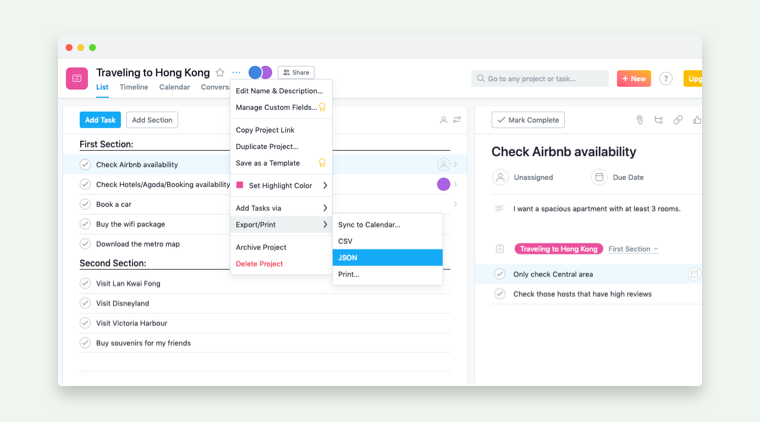 Traveling to Hong Kong
Share
Go to any project or task...
+ New
?
Upg
List
Timeline
Calendar
Convers
Edit Name & Description...
Manage Custom Fields...
Copy Project Link
Duplicate Project...
Save as a Template
Set Highlight Color
Add Tasks via
Export/Print
Archive Project
Delete Project
Sync to Calendar...
CSV
JSON
Print...
Add Task
Add Section
First Section:
Check Airbnb availability
Check Hotels/Agoda/Booking availability
Book a car
Buy the wifi package
Download the metro map
Second Section:
Visit Lan Kwai Fong
Visit Disneyland
Visit Victoria Harbour
Buy souvenirs for my friends
Mark Complete
Check Airbnb availability
Unassigned
Due Date
I want a spacious apartment with at least 3 rooms.
Traveling to Hong Kong
First Section
Only check Central area
Check those hosts that have high reviews